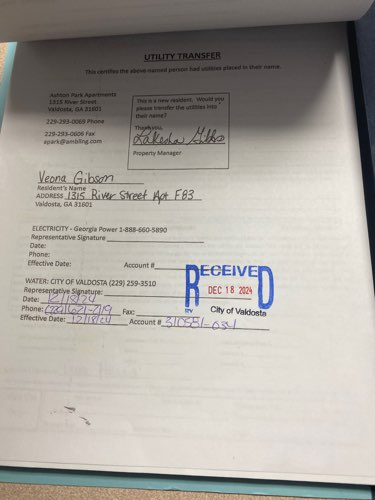 UTILITY TRANSFER
This certifies the above-named person had utilities placed in their name.
Ashton Park Apartments
1315 River Street
Valdosta, GA 31601
229-293-0069 Phone
229-293-0606 Fax
apark@ambling.com
This is a new resident. Would you
please transfer the utilities into
their name?
Thank you,
Property Manager
Veona Gibson
Resident's Name
ADDRESS 1315 River Street Apt F83
Valdosta, GA 31601
ELECTRICITY - Georgia Power 1-888-660-5890
Representative Signature
Date:
Phone:
Effective Date: Account #
RECEIVED
DEC 18 2024
City of Valdosta
WATER: CITY OF VALDOSTA (229) 259-3510
Representative Signature:
Date: 12/18/24
Phone: Fax:
Effective Date: 12/18/24 Account # 310551-034